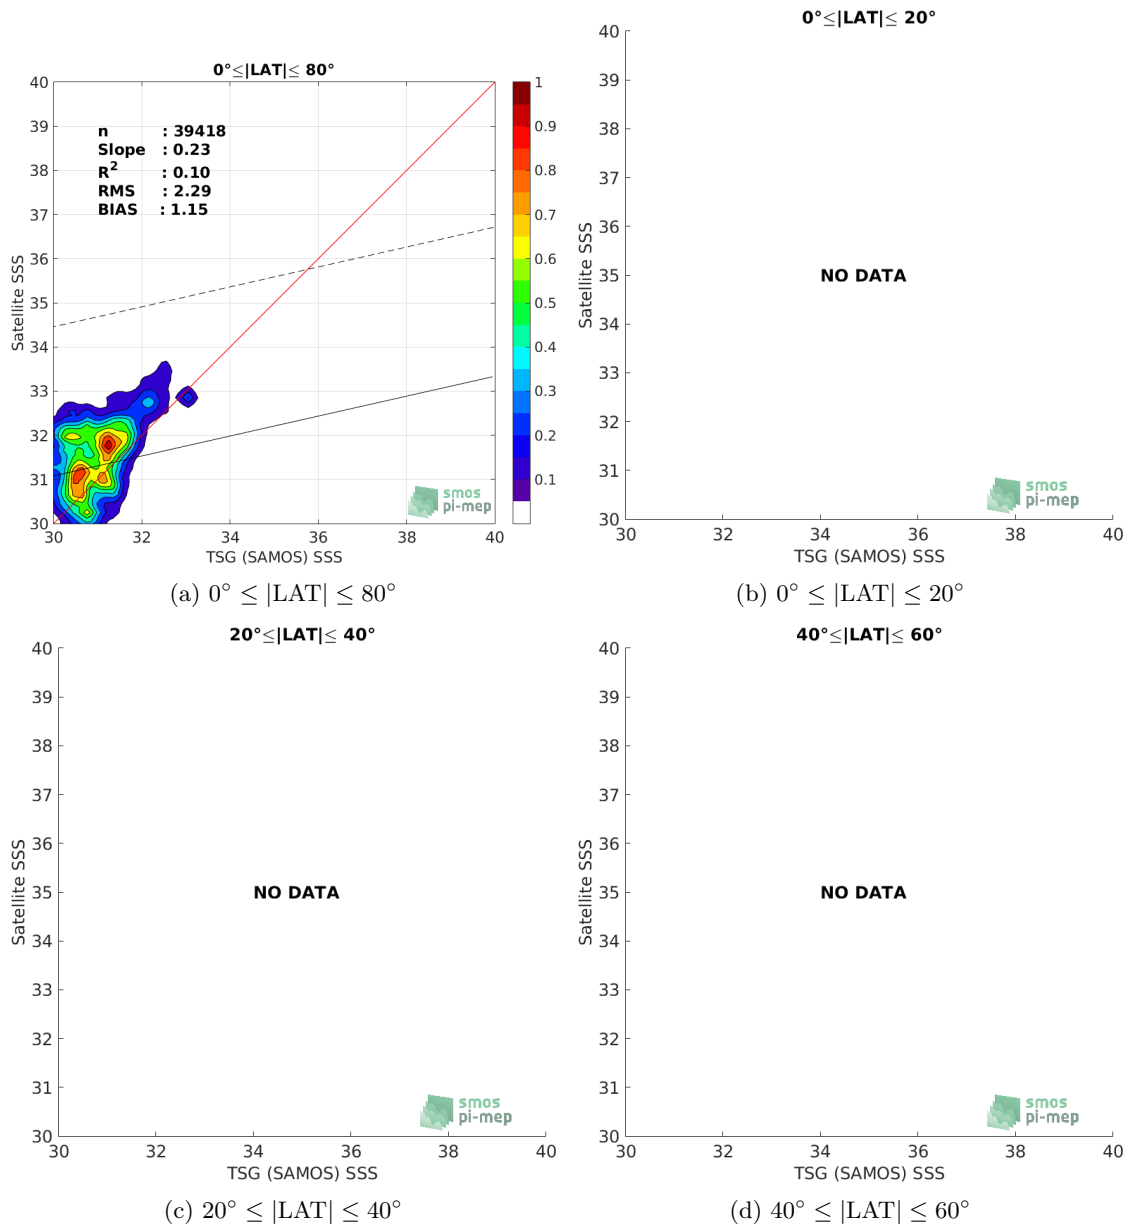 0°≤|LAT|≤ 80°
40
39
38
37
36
35
34
33
32
31
30
Satellite SSS
n : 39418
Slope : 0.23
R2 : 0.10
RMS : 2.29
BIAS : 1.15
smos
pi-mep
30 32 34 36 38 40
TSG (SAMOS) SSS
1
0.9
0.8
0.7
0.6
0.5
0.4
0.3
0.2
0.1
(a) 0° ≤ |LAT| ≤ 80°
0°≤|LAT|≤ 20°
40
39
38
37
36
35
34
33
32
31
30
Satellite SSS
NO DATA
smos
pi-mep
30 32 34 36 38 40
TSG (SAMOS) SSS
(b) 0° ≤ |LAT| ≤ 20°
20°≤|LAT|≤ 40°
40
39
38
37
36
35
34
33
32
31
30
Satellite SSS
NO DATA
smos
pi-mep
30 32 34 36 38 40
TSG (SAMOS) SSS
(c) 20° ≤ |LAT| ≤ 40°
40°≤|LAT|≤ 60°
40
39
38
37
36
35
34
33
32
31
30
Satellite SSS
NO DATA
smos
pi-mep
30 32 34 36 38 40
TSG (SAMOS) SSS
(d) 40° ≤ |LAT| ≤ 60°